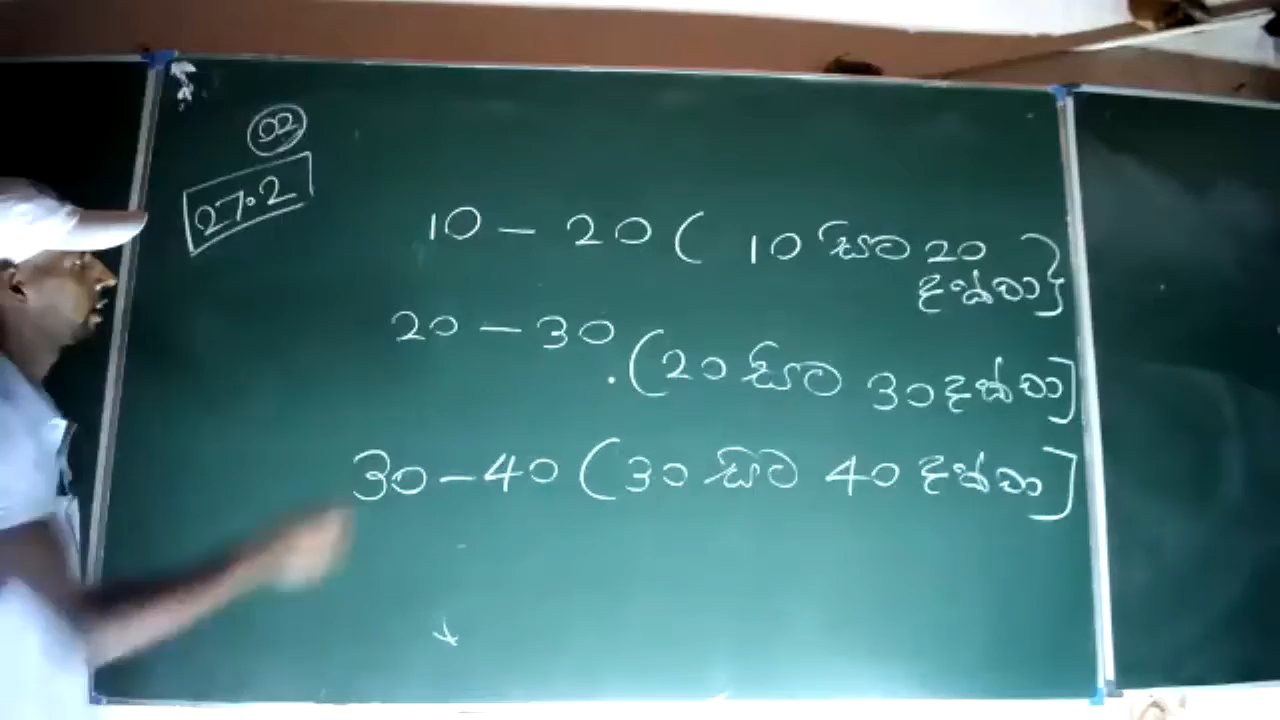 02
27.2
10 – 20 ( 10 සිට 20
දක්වා}
20 – 30
.(20 සිට 30 දක්වා]
30 – 40 (30 සිට 40 දක්වා]